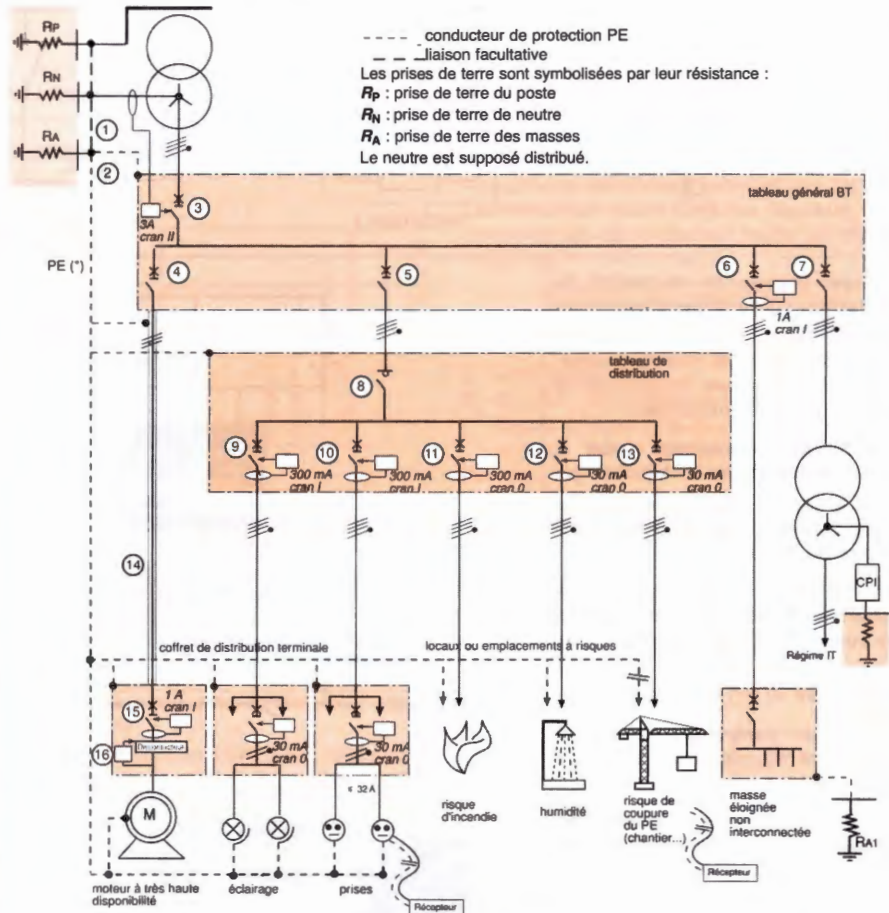 RP
RN
RA
conducteur de protection PE
liaison facultative
Les prises de terre sont symbolisées par leur résistance :
RP : prise de terre du poste
RN : prise de terre de neutre
RA : prise de terre des masses
Le neutre est supposé distribué.
1
2
3
3A
cran II
tableau général BT
PE (*)
4
5
6
7
1A
cran I
tableau de
distribution
8
9
300 mA
cran I
10
300 mA
cran I
11
300 mA
cran 0
12
30 mA
cran 0
13
30 mA
cran 0
14
CPI
Régime IT
coffret de distribution terminale
locaux ou emplacements à risques
1 A
cran I
15
16
30 mA
cran 0
30 mA
cran 0
≤ 32 A
M
risque
d'incendie
humidité
risque de
coupure
du PE
(chantier...)
masse
éloignée
non
interconnectée
RA1
moteur à très haute
disponibilité
éclairage
prises
Récepteur
Récepteur